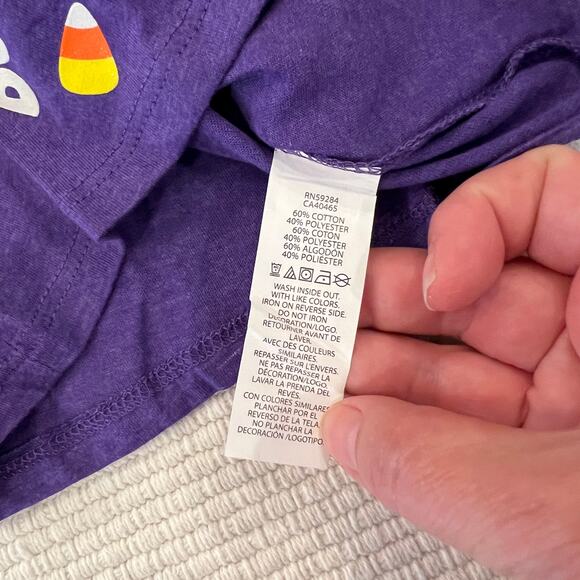 RN59284
CA40465
60% COTTON
40% POLYESTER
60% COTON
40% POLYESTER
60% ALGODÓN
40% POLIÉSTER
WASH INSIDE OUT.
WITH LIKE COLORS.
IRON ON REVERSE SIDE.
DO NOT IRON
DECORATION/LOGO.
RETOURNER AVANT DE
LAVER.
AVEC DES COULEURS
SIMILAIRES.
REPASSER SUR L'ENVERS.
NE PAS REPASSER LA
DÉCORATION/LOGO.
LAVAR LA PRENDA DEL
REVÉS.
CON COLORES SIMILARES
PLANCHAR POR EL
REVERSO DE LA TELA.
NO PLANCHAR LA
DECORACIÓN /LOGOTIPO.